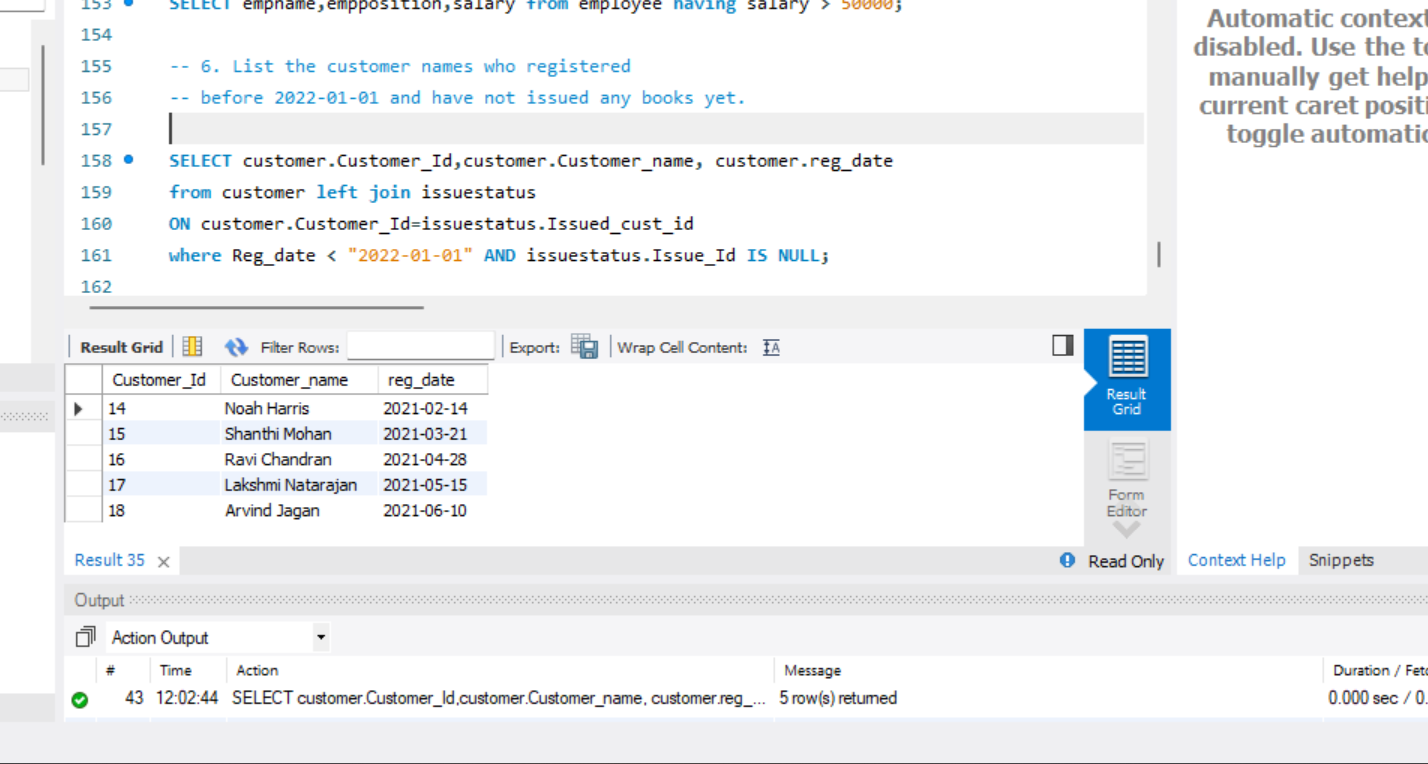 153 SELECT empname,empposition,salary from employee having salary > 50000;
154
155 -- 6. List the customer names who registered
156 -- before 2022-01-01 and have not issued any books yet.
157
158 SELECT customer.Customer_Id,customer.Customer_name, customer.reg_date
159 from customer left join issuestatus
160 ON customer.Customer_Id=issuestatus.Issued_cust_id
161 where Reg_date < "2022-01-01" AND issuestatus.Issue_Id IS NULL;
162
Automatic context
disabled. Use the to
manually get help
current caret positi
toggle automatic
Result Grid Filter Rows: Export: Wrap Cell Content: IA
Customer_Id Customer_name reg_date
14 Noah Harris 2021-02-14
15 Shanthi Mohan 2021-03-21
16 Ravi Chandran 2021-04-28
17 Lakshmi Natarajan 2021-05-15
18 Arvind Jagan 2021-06-10
Result
Grid
Form
Editor
Result 35 Read Only Context Help Snippets
Output
Action Output
# Time Action Message Duration / Fetc
43 12:02:44 SELECT customer.Customer_Id,customer.Customer_name, customer.reg_... 5 row(s) returned 0.000 sec / 0.